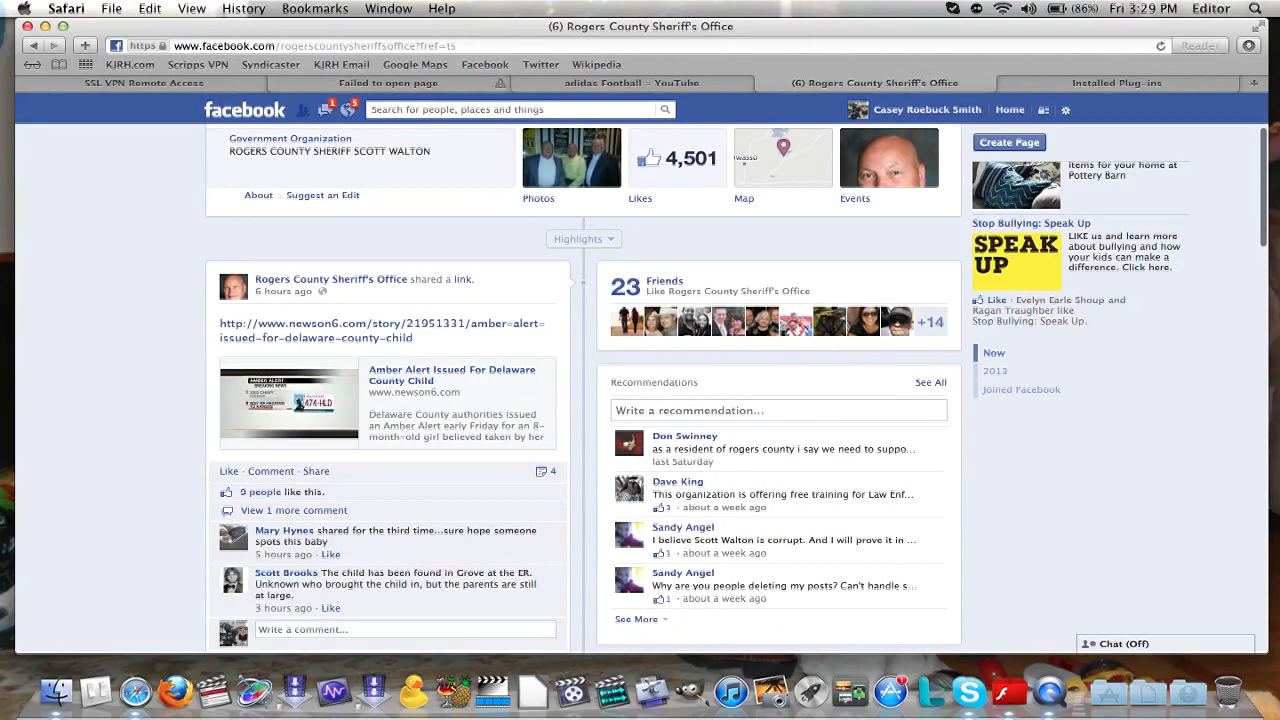 Safari File Edit View History Bookmarks Window Help (86%) Fri 3:29 PM Editor
(6) Rogers County Sheriff's Office
https www.facebook.com/rogerscountysheriffsoffice?fref=ts Reader
KJRH.com Scripps VPN Syndicaster KJRH Email Google Maps Facebook Twitter Wikipedia
SSL VPN Remote Access Failed to open page adidas Football – YouTube (6) Rogers County Sheriff's Office Installed Plug-ins
facebook 1 5 Search for people, places and things Casey Roebuck Smith Home
Government Organization
ROGERS COUNTY SHERIFF SCOTT WALTON
About · Suggest an Edit
4,501
Photos Likes Map Events
Create Page
Items for your home at
Pottery Barn
Stop Bullying: Speak Up
SPEAK
UP
LIKE us and learn more
about bullying and how
your kids can make a
difference. Click here.
Like · Evelyn Earle Shoup and
Ragan Traughber like
Stop Bullying: Speak Up.
Now
2013
Joined Facebook
Highlights
Rogers County Sheriff's Office shared a link.
6 hours ago
http://www.newson6.com/story/21951331/amber-alert-
issued-for-delaware-county-child
AMBER ALERT
474-HLD
Amber Alert Issued For Delaware
County Child
www.newson6.com
Delaware County authorities issued
an Amber Alert early Friday for an 8-
month-old girl believed taken by her
Like · Comment · Share 4
9 people like this.
View 1 more comment
Mary Hynes shared for the third time...sure hope someone
spots this baby
5 hours ago · Like
Scott Brooks The child has been found in Grove at the ER.
Unknown who brought the child in, but the parents are still
at large.
3 hours ago · Like
Write a comment...
23 Friends
Like Rogers County Sheriff's Office
+14
Recommendations See All
Write a recommendation...
Don Swinney
as a resident of rogers county i say we need to suppo...
last Saturday
Dave King
This organization is offering free training for Law Enf...
3 · about a week ago
Sandy Angel
I believe Scott Walton is corrupt. And I will prove it in ...
1 · about a week ago
Sandy Angel
Why are you people deleting my posts? Can't handle s...
1 · about a week ago
See More
Chat (Off)